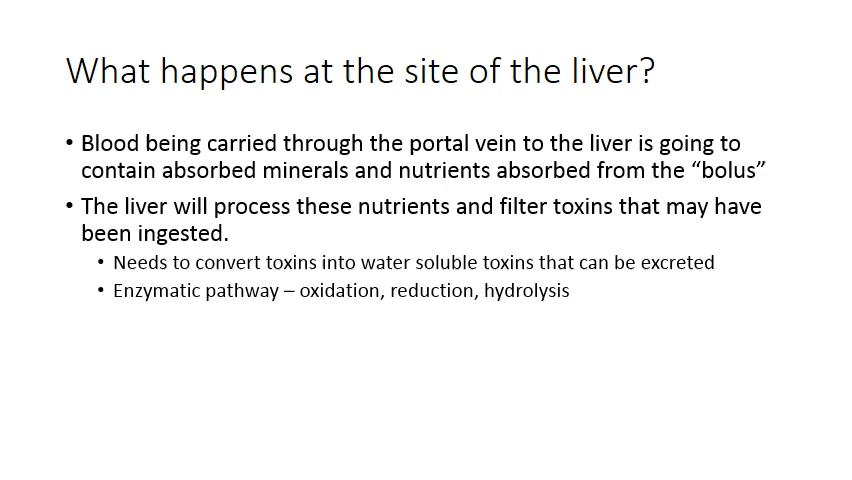 What happens at the site of the liver?
• Blood being carried through the portal vein to the liver is going to
contain absorbed minerals and nutrients absorbed from the “bolus”
• The liver will process these nutrients and filter toxins that may have
been ingested.
• Needs to convert toxins into water soluble toxins that can be excreted
• Enzymatic pathway – oxidation, reduction, hydrolysis